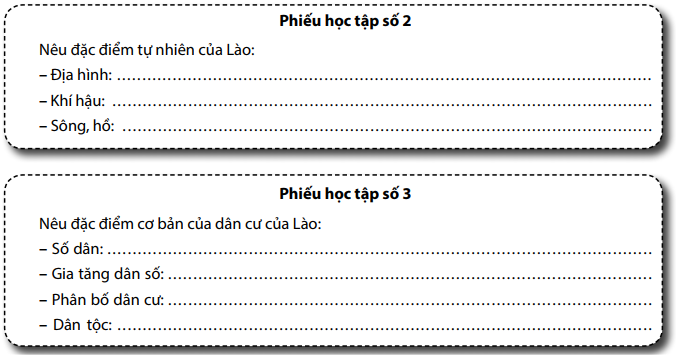 Phiếu học tập số 2
Nêu đặc điểm tự nhiên của Lào:
– Địa hình: ............................................................................................................
– Khí hậu: ............................................................................................................
– Sông, hồ: ..........................................................................................................
Phiếu học tập số 3
Nêu đặc điểm cơ bản của dân cư của Lào:
– Số dân: ..............................................................................................................
– Gia tăng dân số: .................................................................................................
– Phân bố dân cư: .................................................................................................
– Dân tộc: ...........................................................................................................